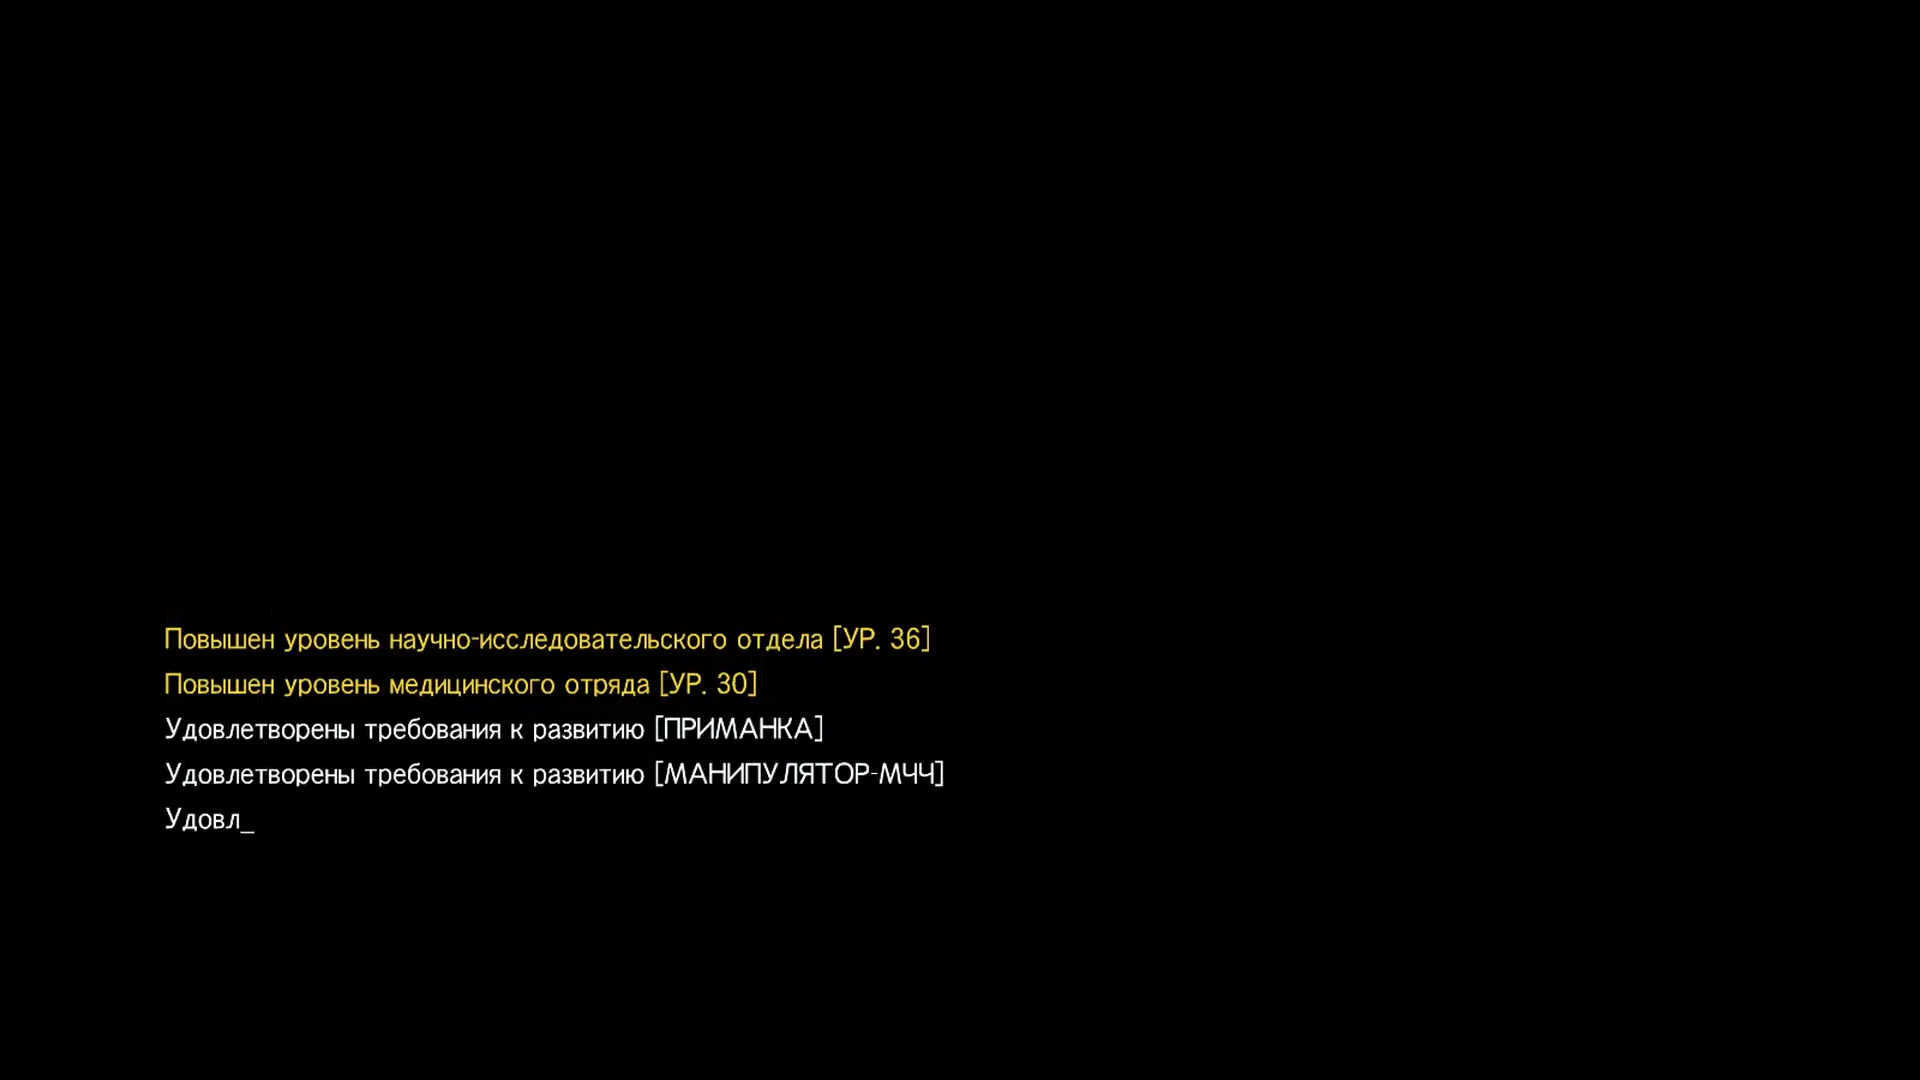 Повышен уровень научно-исследовательского отдела [УР. 36]
Повышен уровень медицинского отряда [УР. 30]
Удовлетворены требования к развитию [ПРИМАНКА]
Удовлетворены требования к развитию [МАНИПУЛЯТОР-МЧЧ]
Удовл_